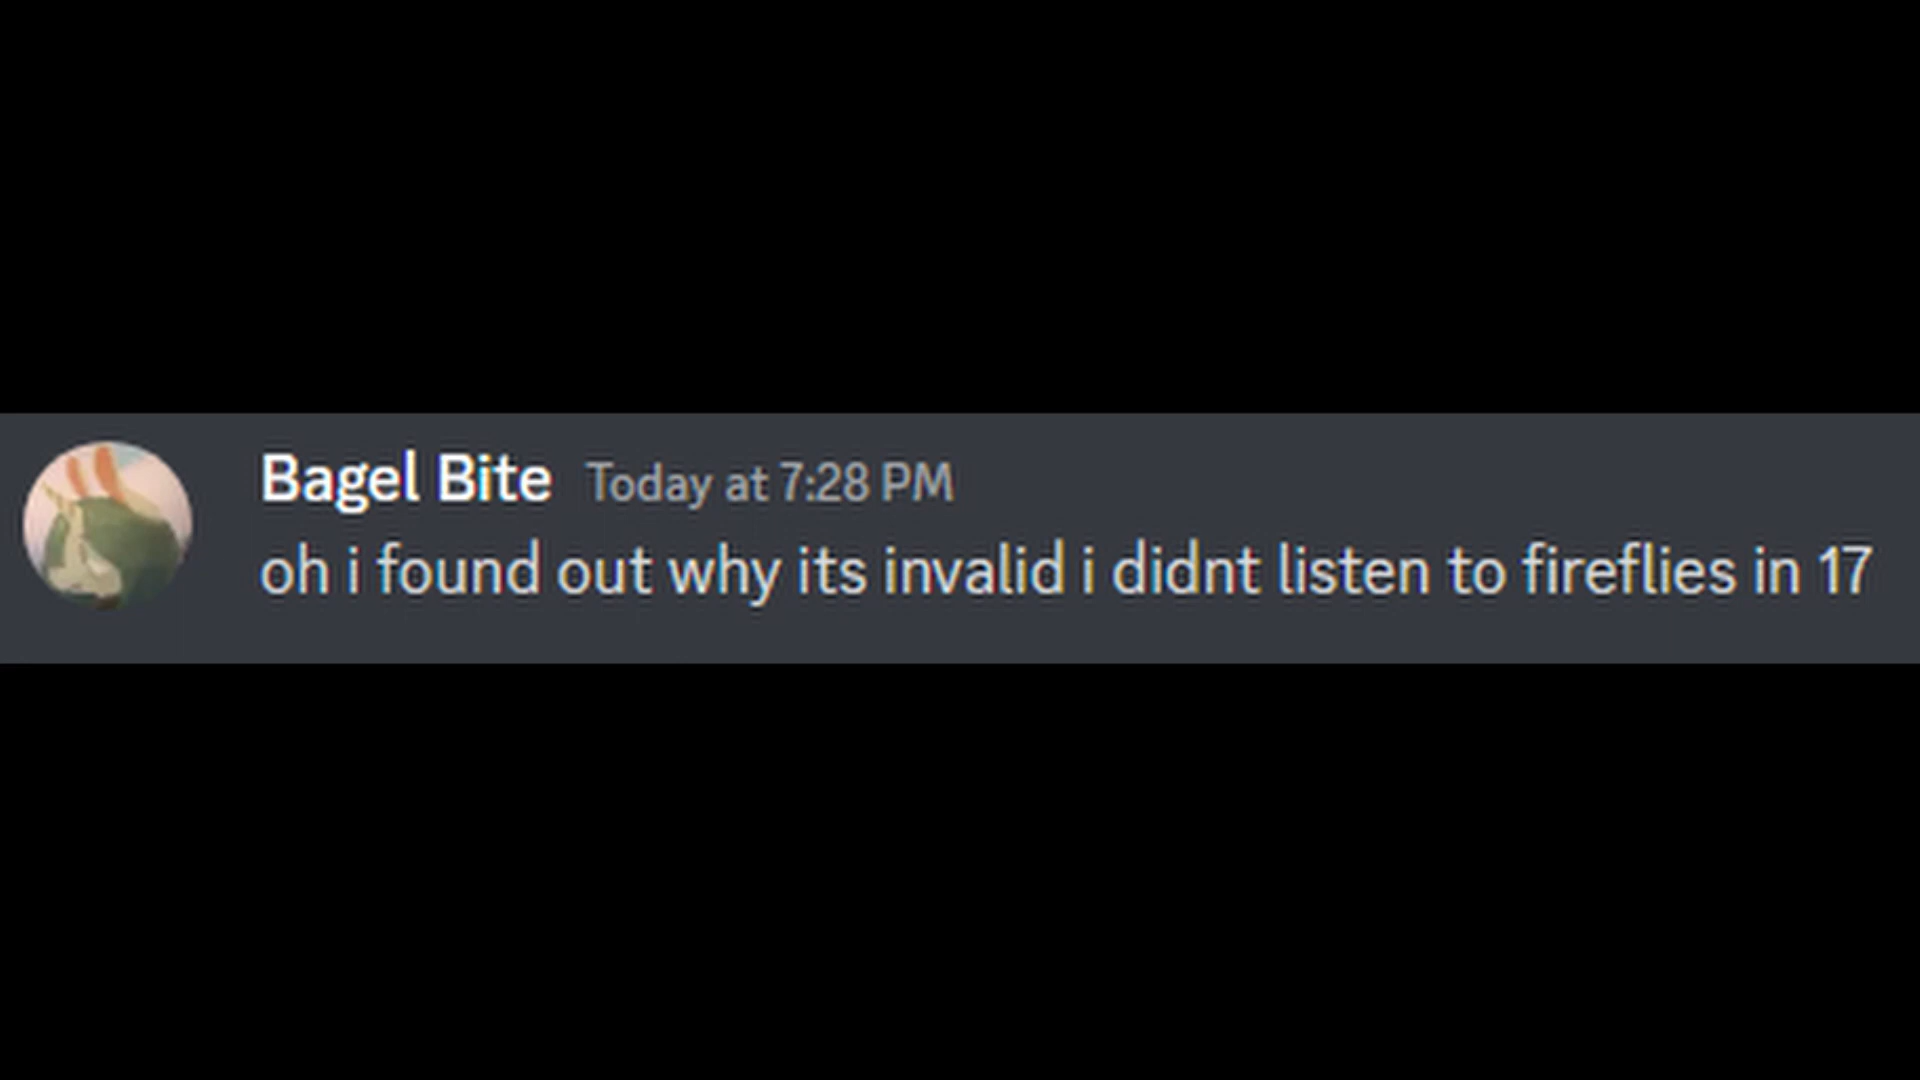 Bagel Bite Today at 7:28 PM
oh i found out why its invalid i didnt listen to fireflies in 17